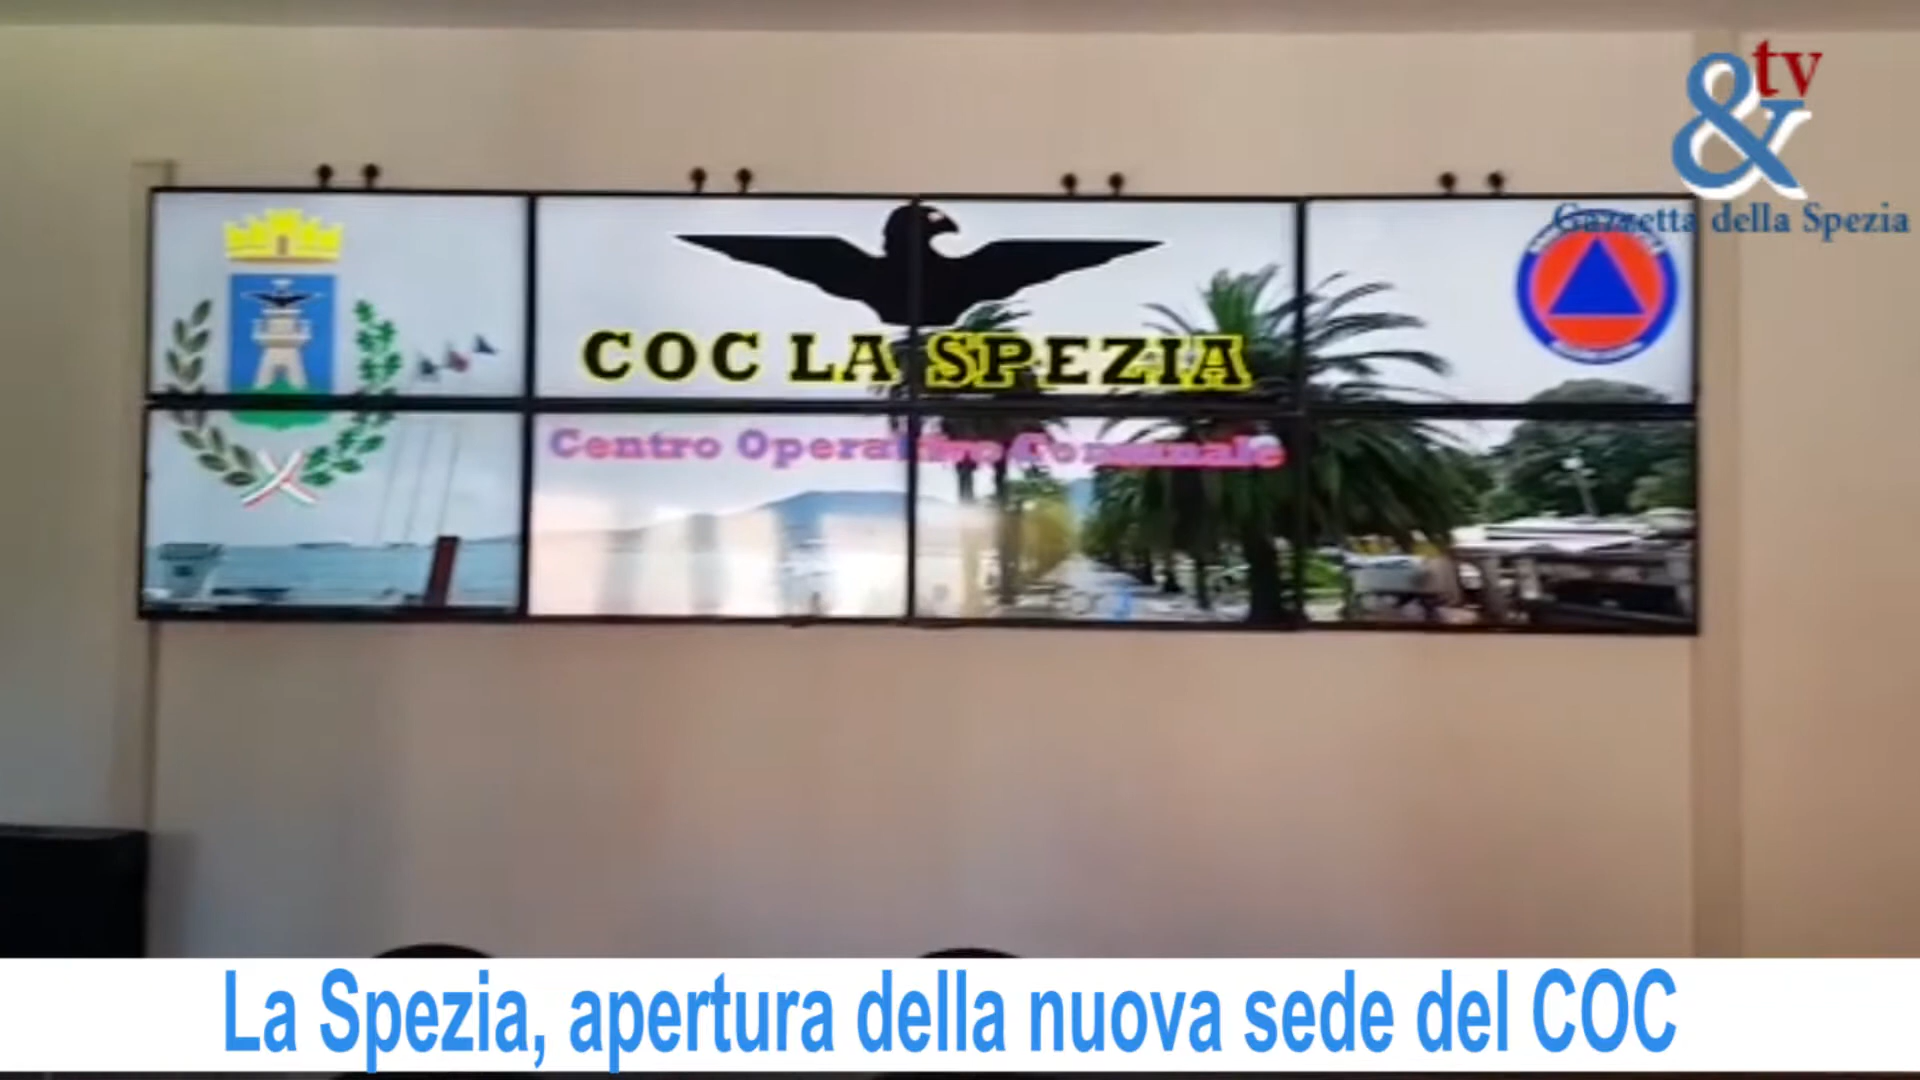 &tv
Gazzetta della Spezia
COC LA SPEZIA
Centro Operativo Comunale
La Spezia, apertura della nuova sede del COC